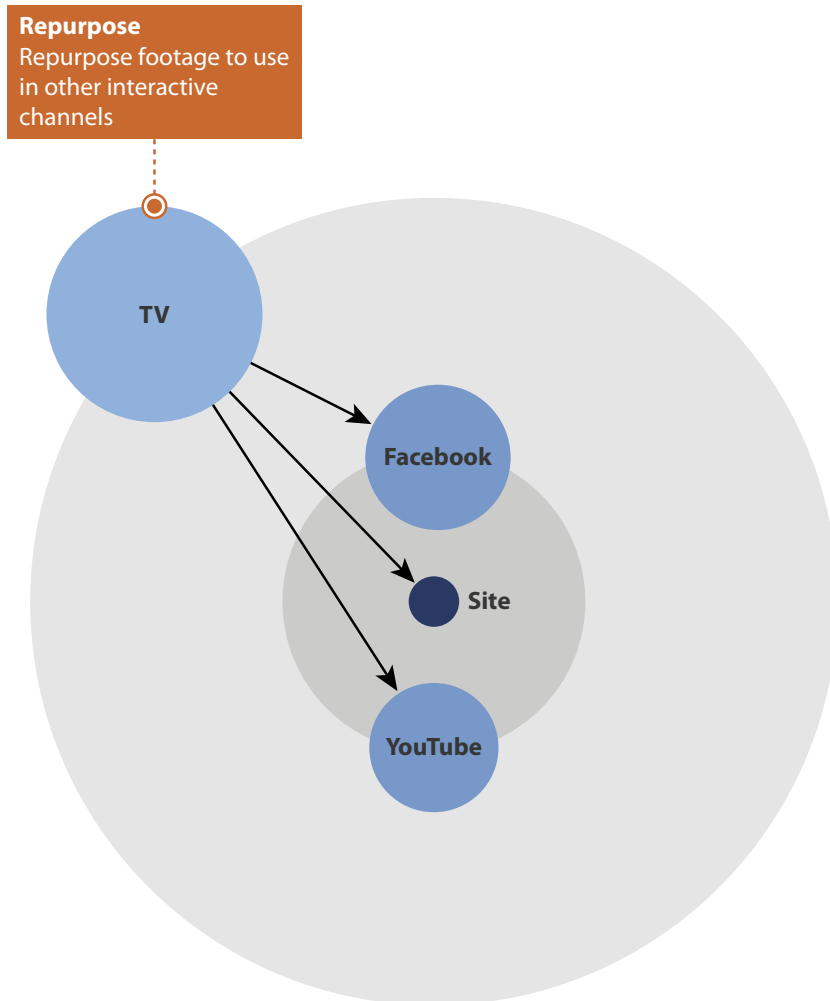 Repurpose
Repurpose footage to use
in other interactive
channels
TV
Facebook
Site
YouTube